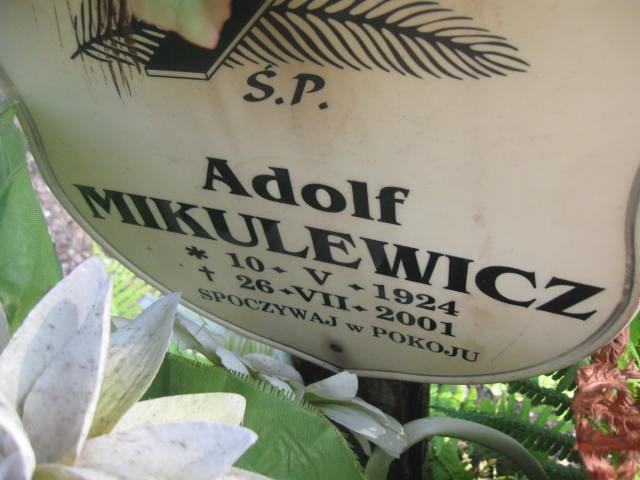 Ś.P.
Adolf
MIKULEWICZ
* 10 ✦ V ✦ 1924
† 26 ✦ VII ✦ 2001
SPOCZYWAJ w POKOJU